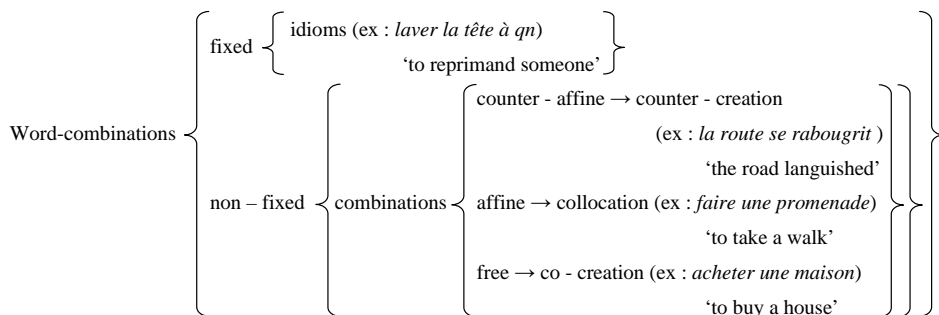 idioms (ex : laver la tête à qn)
fixed
'to reprimand someone'
counter - affine → counter - creation
Word-combinations
(ex : la route se rabougrit )
'the road languished'
non – fixed combinations affine → collocation (ex : faire une promenade)
'to take a walk'
free → co - creation (ex : acheter une maison)
'to buy a house'